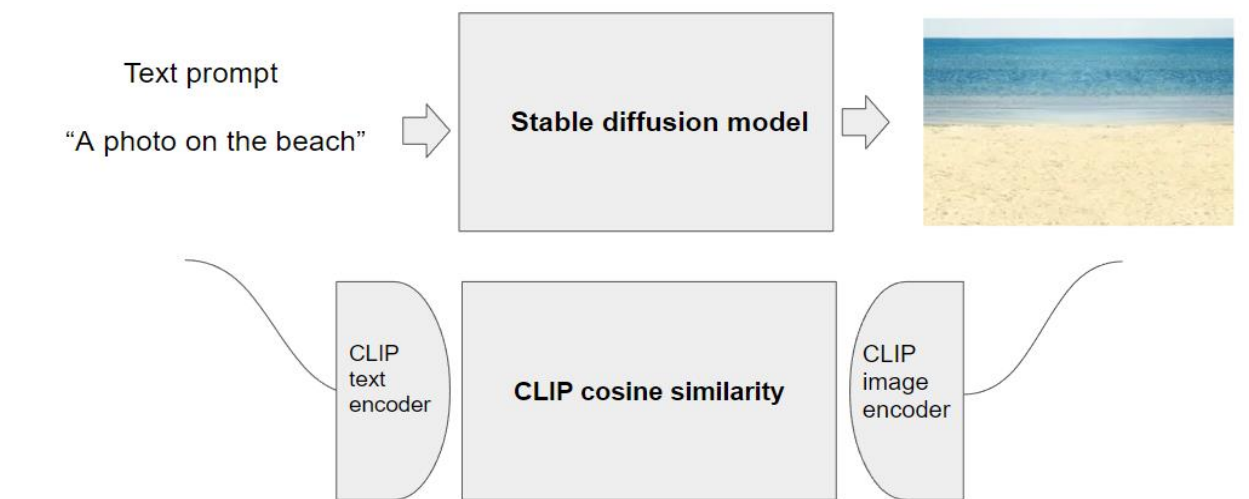 Text prompt
“A photo on the beach”
Stable diffusion model
CLIP
text
encoder
CLIP cosine similarity
CLIP
image
encoder